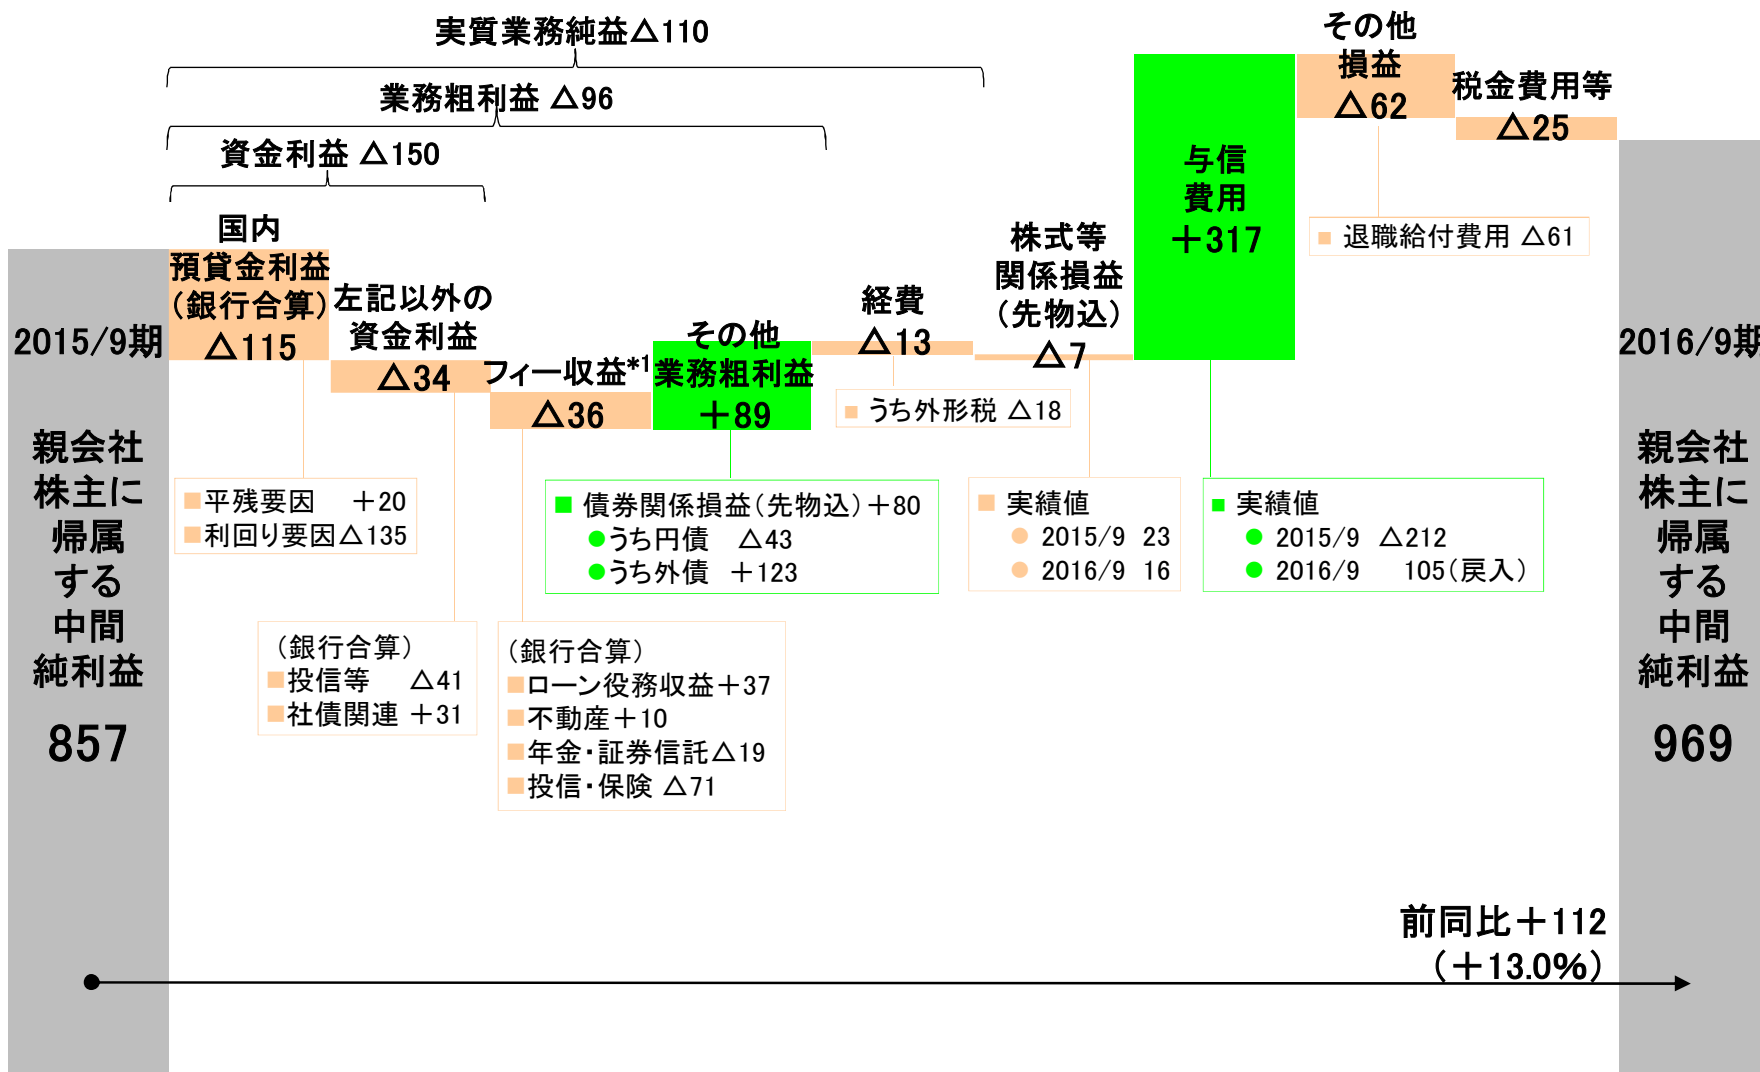 実質業務純益△110
業務粗利益 △96
資金利益 △150
国内
預貸金利益
(銀行合算)
△115
左記以外の
資金利益
△34
フィー収益*1
△36
その他
業務粗利益
＋89
経費
△13
株式等
関係損益
(先物込)
△7
与信
費用
＋317
その他
損益
△62
税金費用等
△25
2015/9期
親会社
株主に
帰属
する
中間
純利益
857
2016/9期
親会社
株主に
帰属
する
中間
純利益
969
■平残要因 ＋20
■利回り要因△135
(銀行合算)
■投信等 △41
■社債関連 ＋31
(銀行合算)
■ローン役務収益＋37
■不動産＋10
■年金・証券信託△19
■投信・保険 △71
■ 債券関係損益(先物込)＋80
●うち円債 △43
●うち外債 ＋123
■ うち外形税 △18
■ 実績値
● 2015/9 23
● 2016/9 16
■ 実績値
● 2015/9 △212
● 2016/9 105(戻入)
■ 退職給付費用 △61
前同比＋112
(＋13.0%)